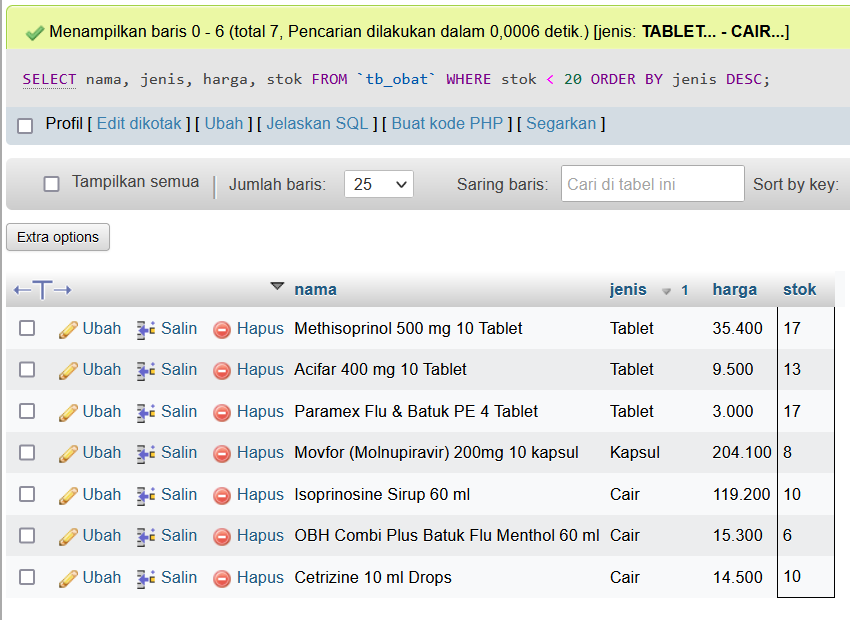 Menampilkan baris 0 - 6 (total 7, Pencarian dilakukan dalam 0,0006 detik.) [jenis: TABLET... - CAIR...]
SELECT nama, jenis, harga, stok FROM `tb_obat` WHERE stok < 20 ORDER BY jenis DESC;
Profil [ Edit dikotak ] [ Ubah ] [ Jelaskan SQL ] [ Buat kode PHP ] [ Segarkan ]
Tampilkan semua | Jumlah baris: 25 Saring baris: Cari di tabel ini Sort by key:
Extra options
←T→ nama jenis 1 harga stok
Ubah Salin Hapus Methisoprinol 500 mg 10 Tablet Tablet 35.400 17
Ubah Salin Hapus Acifar 400 mg 10 Tablet Tablet 9.500 13
Ubah Salin Hapus Paramex Flu & Batuk PE 4 Tablet Tablet 3.000 17
Ubah Salin Hapus Movfor (Molnupiravir) 200mg 10 kapsul Kapsul 204.100 8
Ubah Salin Hapus Isoprinosine Sirup 60 ml Cair 119.200 10
Ubah Salin Hapus OBH Combi Plus Batuk Flu Menthol 60 ml Cair 15.300 6
Ubah Salin Hapus Cetrizine 10 ml Drops Cair 14.500 10